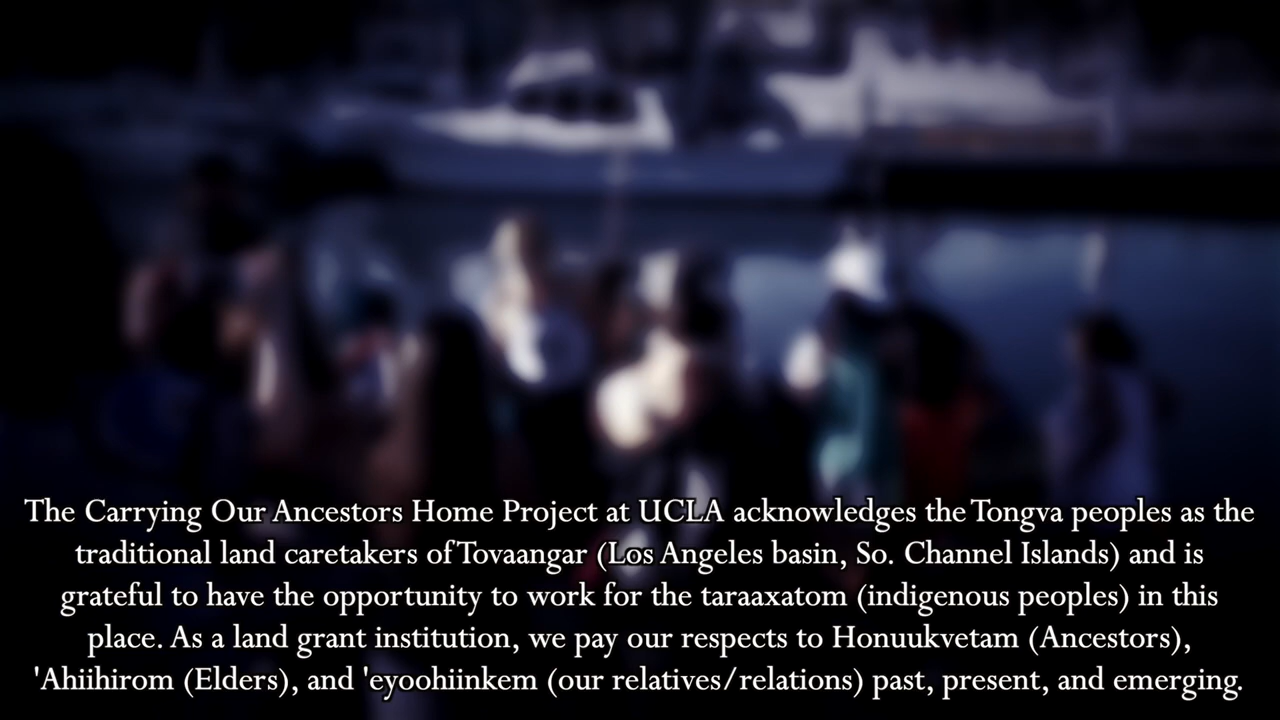 The Carrying Our Ancestors Home Project at UCLA acknowledges the Tongva peoples as the
traditional land caretakers of Tovaangar (Los Angeles basin, So. Channel Islands) and is
grateful to have the opportunity to work for the taraaxatom (indigenous peoples) in this
place. As a land grant institution, we pay our respects to Honuukvetam (Ancestors),
'Ahiihirom (Elders), and 'eyoohiinkem (our relatives/relations) past, present, and emerging.